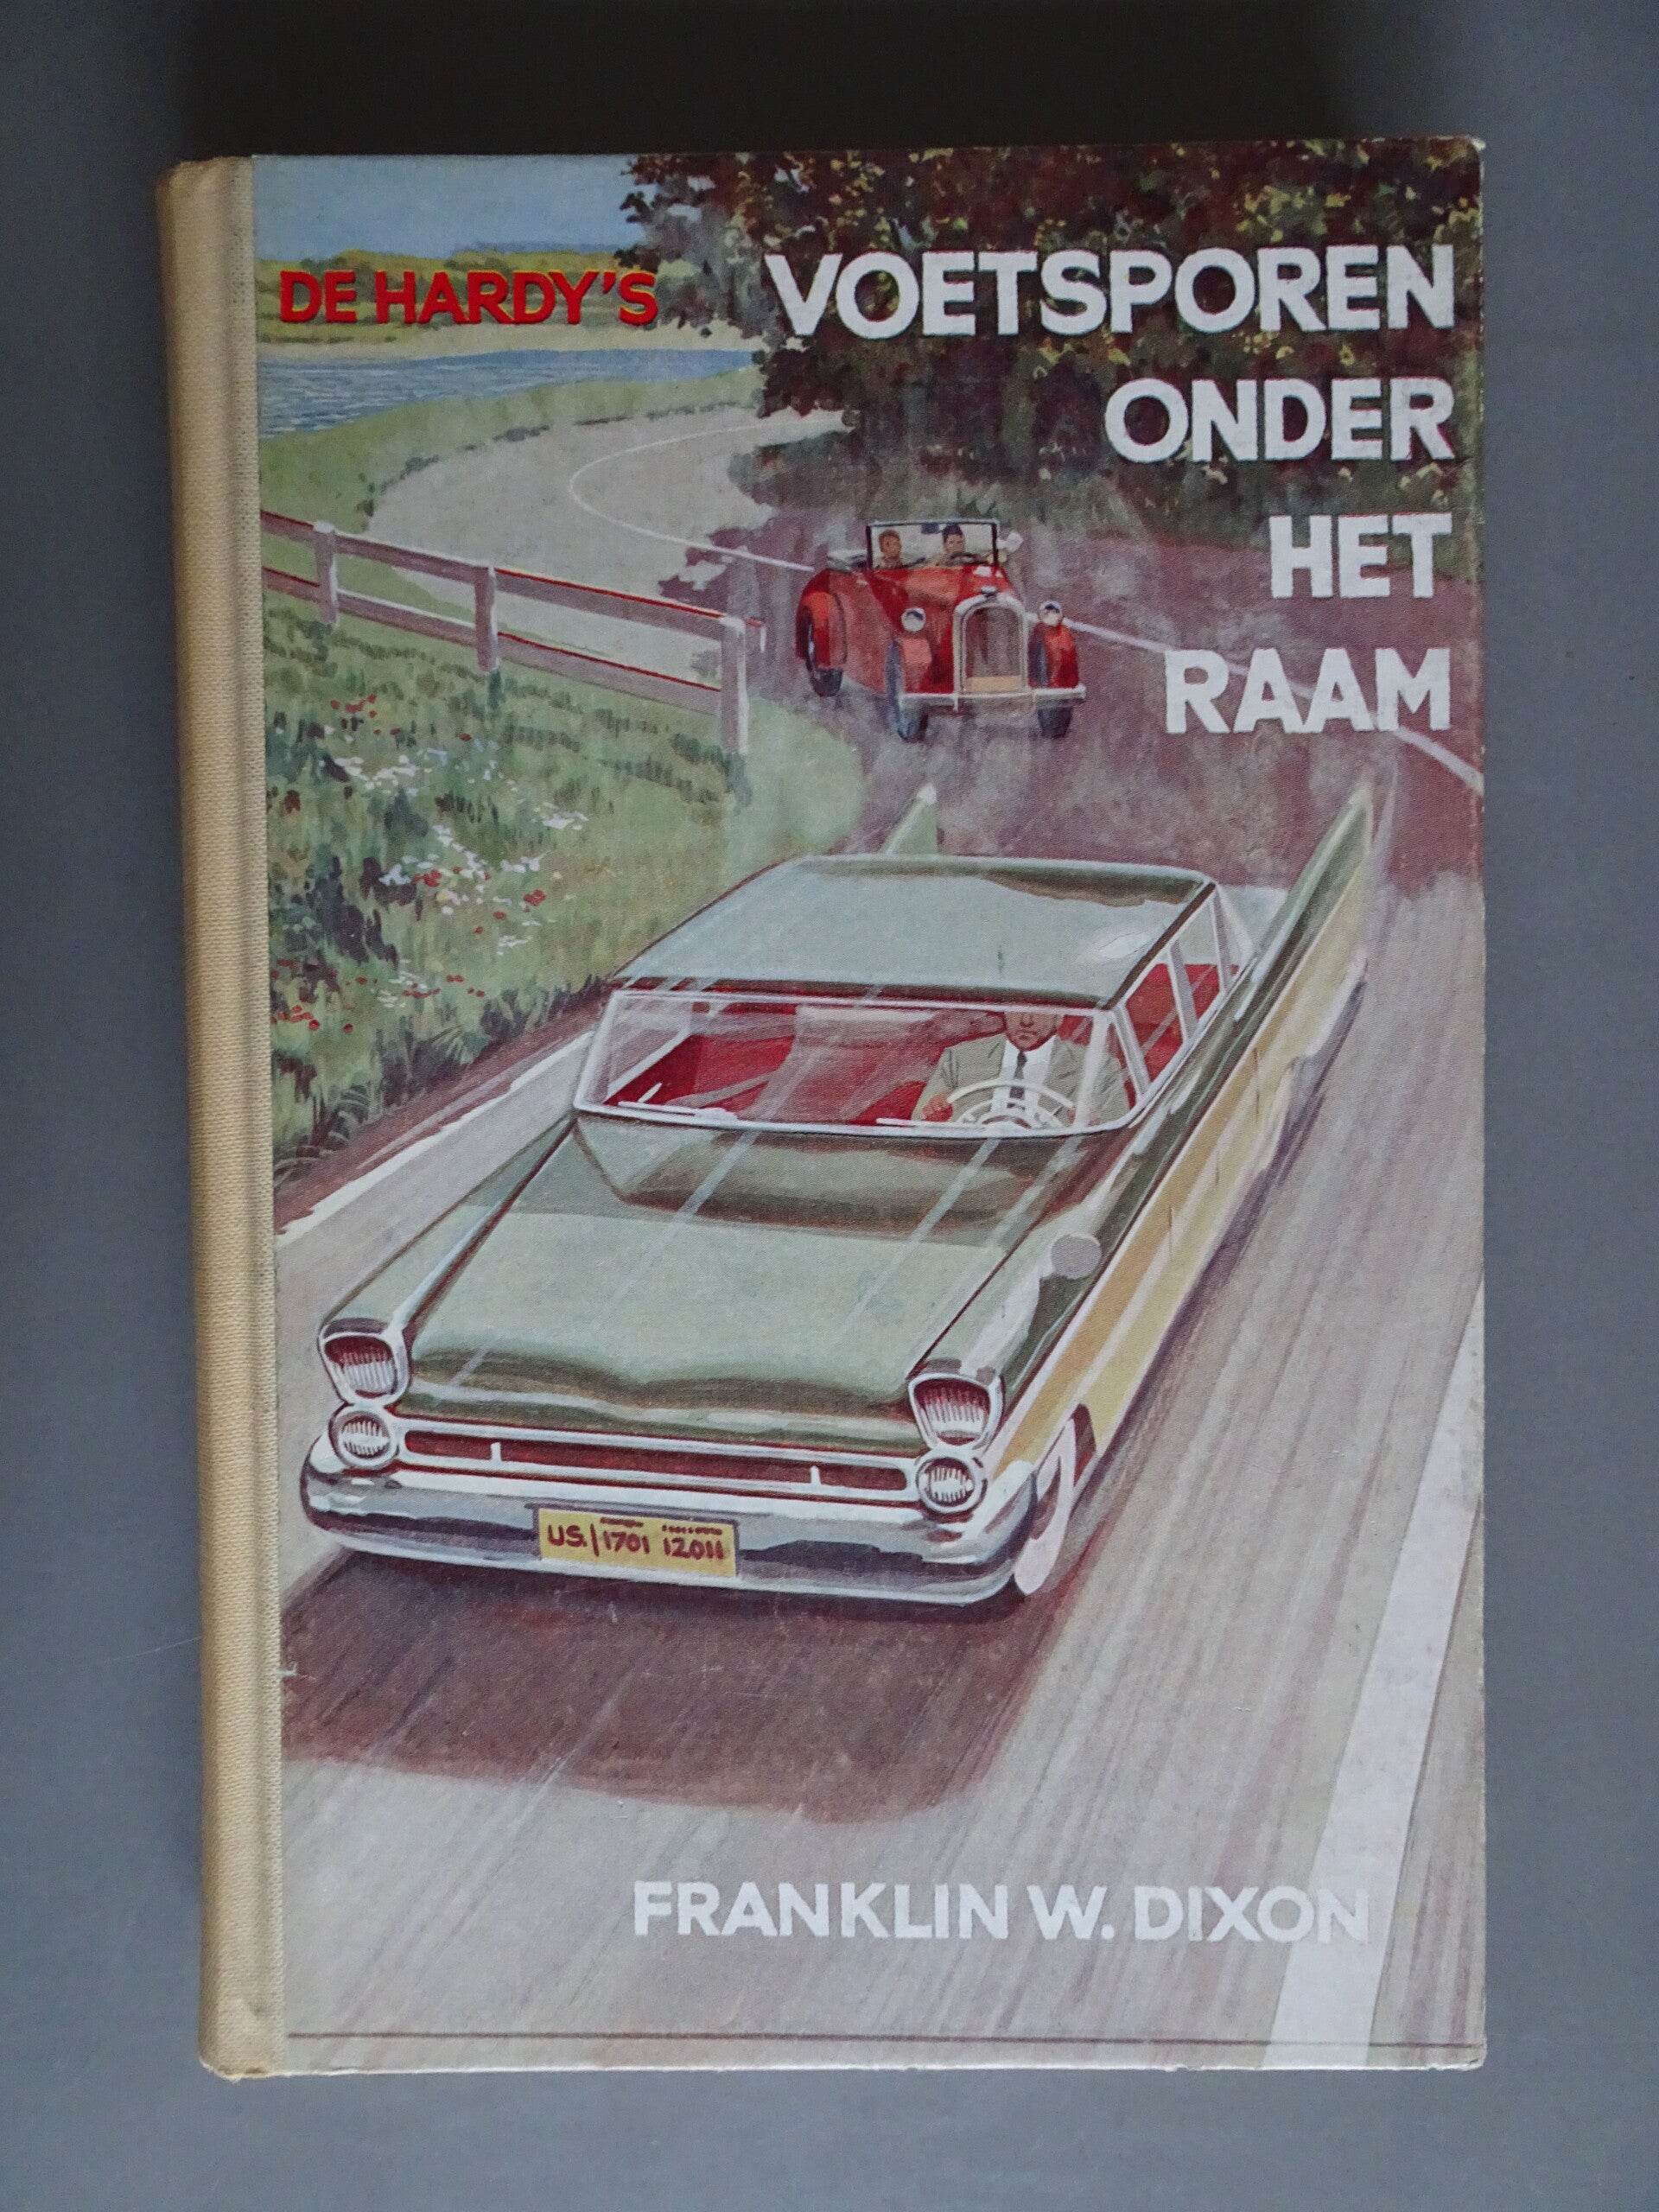 DE HARDY'S
VOETSPOREN
ONDER
HET
RAAM
US. | 1701 12011
FRANKLIN W. DIXON